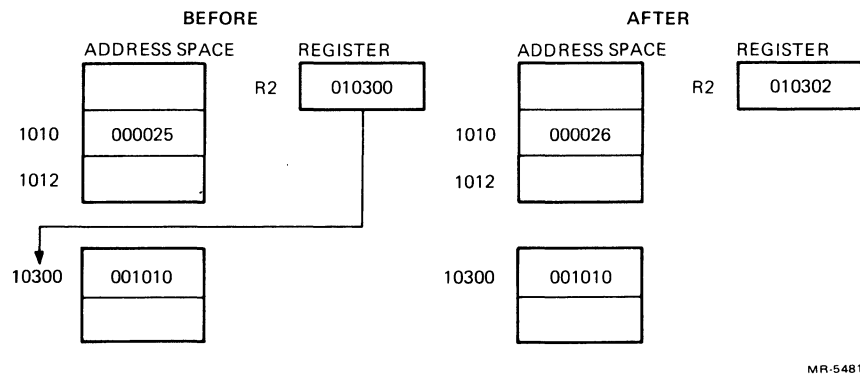 BEFORE AFTER
ADDRESS SPACE REGISTER ADDRESS SPACE REGISTER
R2 010300 R2 010302
1010 000025 1010 000026
1012 1012
10300 001010 10300 001010
MR-5481